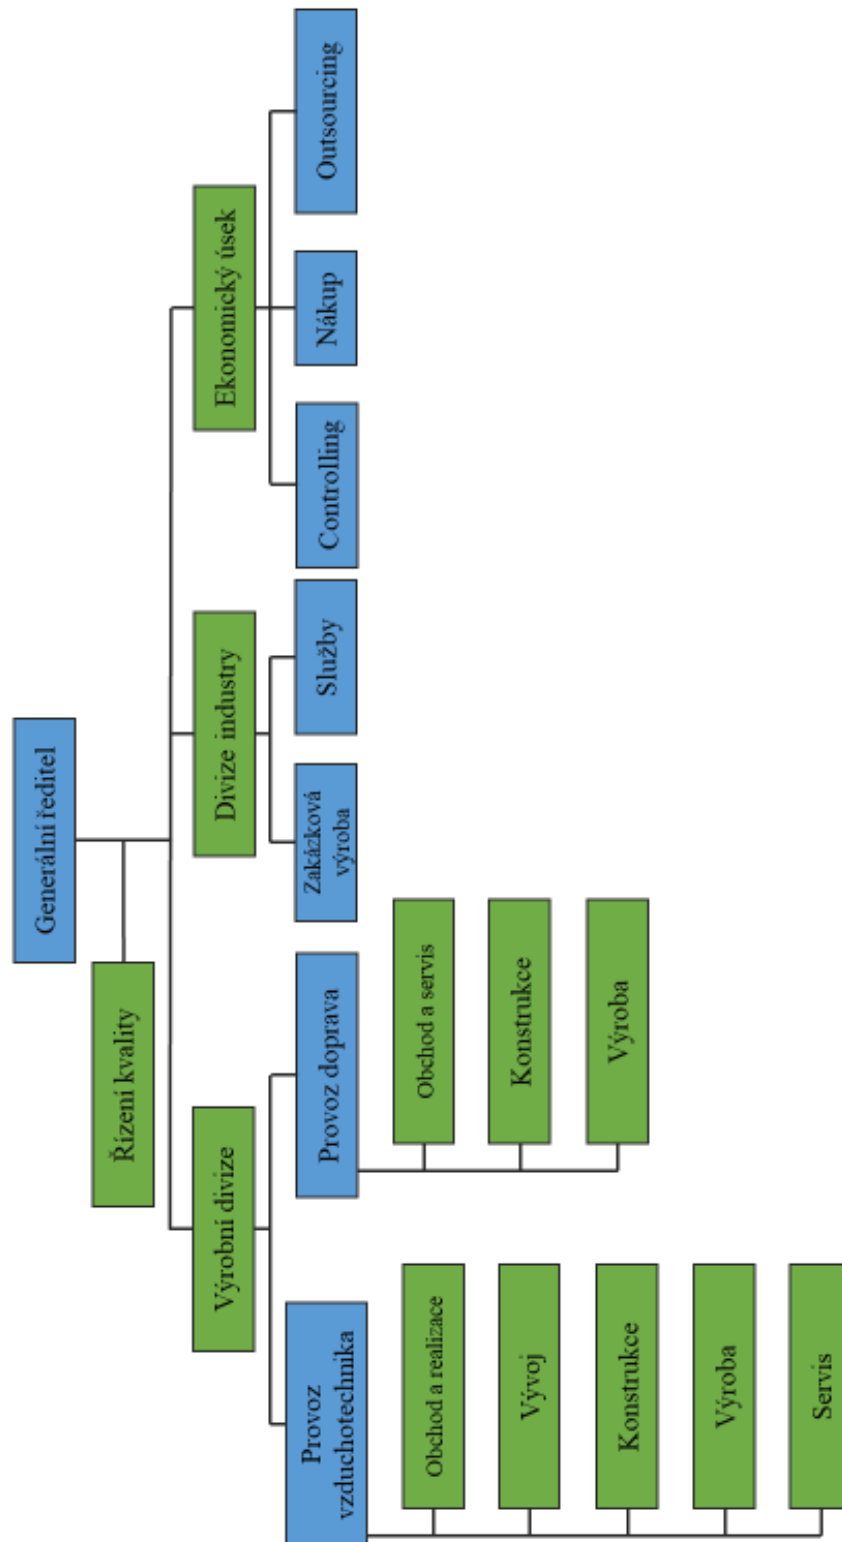 Generální ředitel
Řízení kvality
Výrobní divize
Divize industry
Ekonomický úsek
Provoz
vzduchotechnika
Provoz doprava
Zakázková
výroba
Služby
Controlling
Nákup
Outsourcing
Obchod a realizace
Vývoj
Konstrukce
Výroba
Servis
Obchod a servis
Konstrukce
Výroba